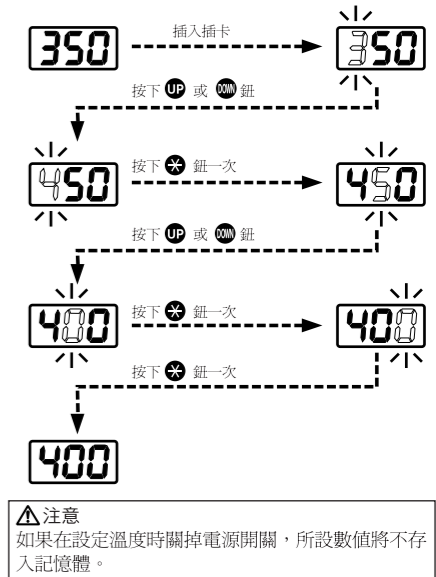 350 插入插卡 350
按下 UP 或 DOWN 鈕
450 按下 ⊛ 鈕一次 450
按下 UP 或 DOWN 鈕
400 按下 ⊛ 鈕一次 400
按下 ⊛ 鈕一次
400
⚠注意
如果在設定溫度時關掉電源開關，所設數值將不存
入記憶體。